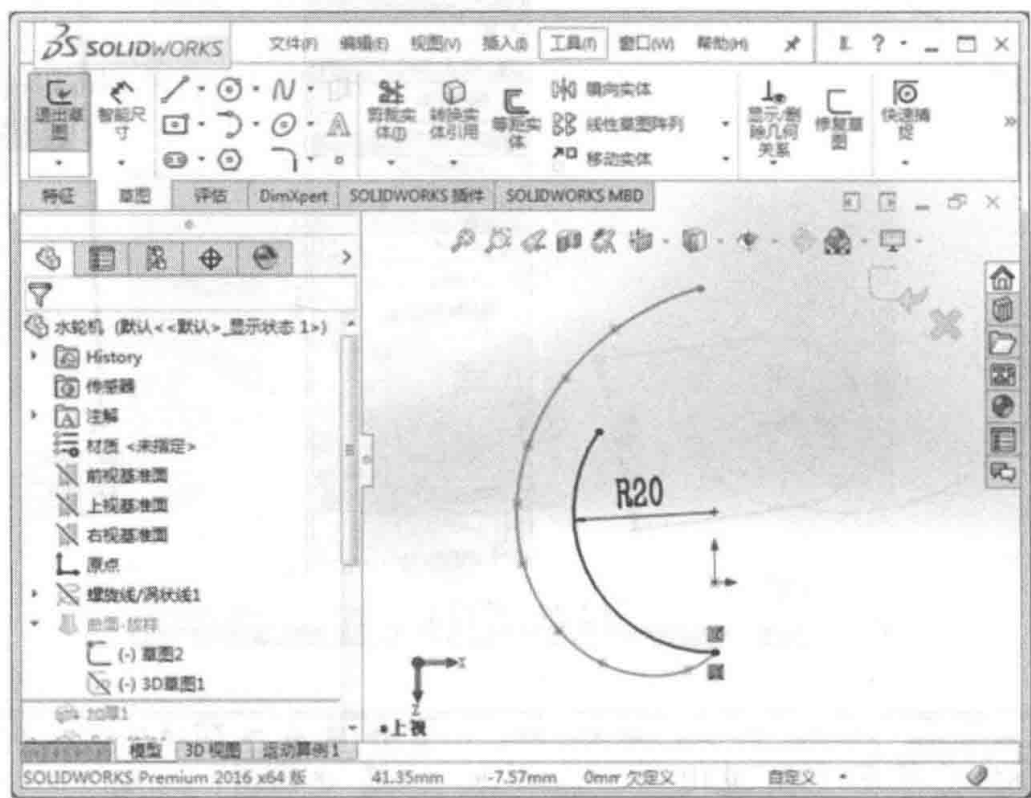 SOLIDWORKS 文件(F) 编辑(E) 视图(V) 插入(I) 工具(T) 窗口(W) 帮助(H)
退出草图 智能尺寸 剪裁实体(T) 转换实体引用 等距实体 镜向实体 线性草图阵列 移动实体 显示/删除几何关系 修复草图 快速捕捉
特征 草图 评估 DimXpert SOLIDWORKS 插件 SOLIDWORKS MBD
水轮机 (默认<<默认>_显示状态 1>)
History
传感器
注解
材质 <未指定>
前视基准面
上视基准面
右视基准面
原点
螺旋线/涡状线1
曲面-放样
(-) 草图2
(-) 3D草图1
加厚1
R20
X
Z
*上视
模型 3D 视图 运动算例 1
SOLIDWORKS Premium 2016 x64 版 41.35mm -7.57mm 0mm 欠定义 自定义